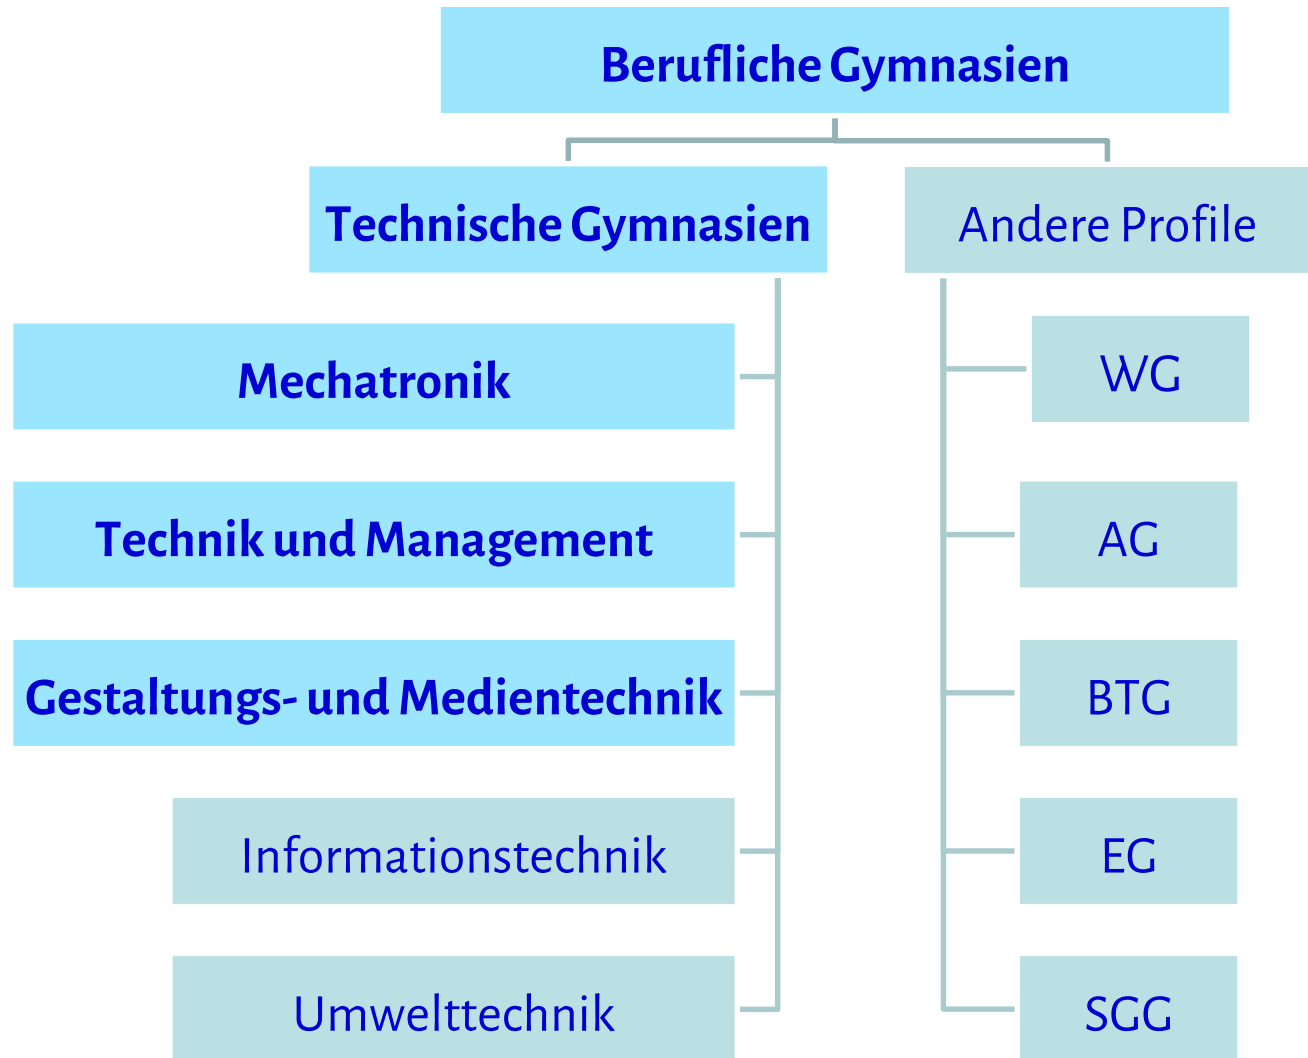 Berufliche Gymnasien
Technische Gymnasien
Andere Profile
Mechatronik
Technik und Management
Gestaltungs- und Medientechnik
Informationstechnik
Umwelttechnik
WG
AG
BTG
EG
SGG